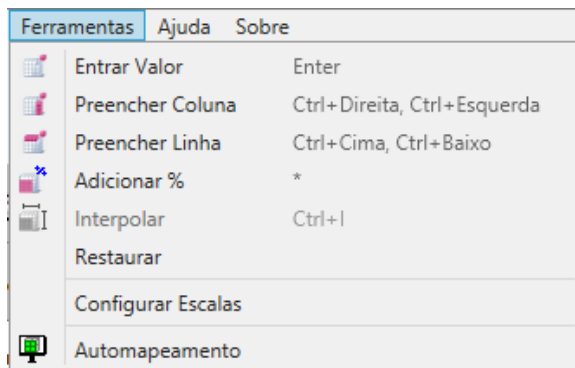 Ferramentas Ajuda Sobre
Entrar Valor Enter
Preencher Coluna Ctrl+Direita, Ctrl+Esquerda
Preencher Linha Ctrl+Cima, Ctrl+Baixo
Adicionar % *
Interpolar Ctrl+I
Restaurar
Configurar Escalas
Automapeamento